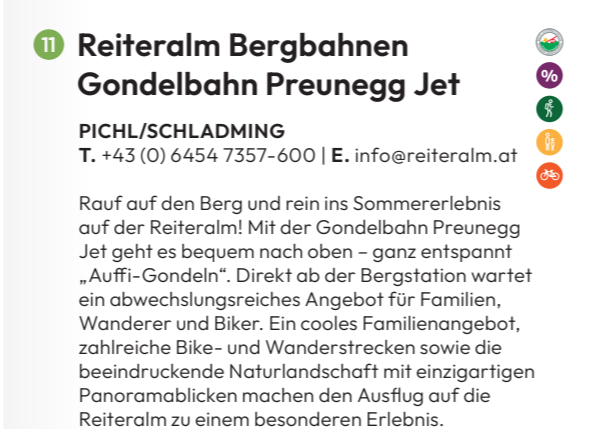 11 Reiteralm Bergbahnen
Gondelbahn Preunegg Jet
%
PICHL/SCHLADMING
T. +43 (0) 6454 7357-600 | E. info@reiteralm.at
Rauf auf den Berg und rein ins Sommererlebnis
auf der Reiteralm! Mit der Gondelbahn Preunegg
Jet geht es bequem nach oben – ganz entspannt
„Auffi-Gondeln“. Direkt ab der Bergstation wartet
ein abwechslungsreiches Angebot für Familien,
Wanderer und Biker. Ein cooles Familienangebot,
zahlreiche Bike- und Wanderstrecken sowie die
beeindruckende Naturlandschaft mit einzigartigen
Panoramablicken machen den Ausflug auf die
Reiteralm zu einem besonderen Erlebnis.